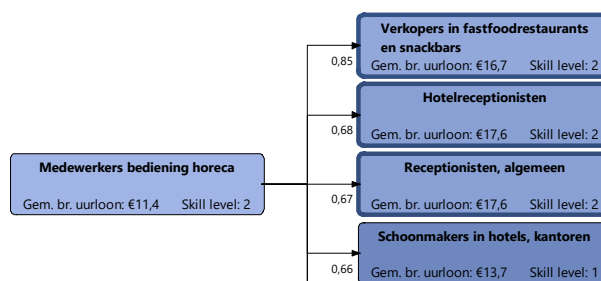 Verkopers in fastfoodrestaurants
en snackbars
Gem. br. uurloon: €16,7 Skill level: 2
0,85
Hotelreceptionisten
Gem. br. uurloon: €17,6 Skill level: 2
0,68
Medewerkers bediening horeca
Gem. br. uurloon: €11,4 Skill level: 2
Receptionisten, algemeen
Gem. br. uurloon: €17,6 Skill level: 2
0,67
Schoonmakers in hotels, kantoren
Gem. br. uurloon: €13,7 Skill level: 1
0,66